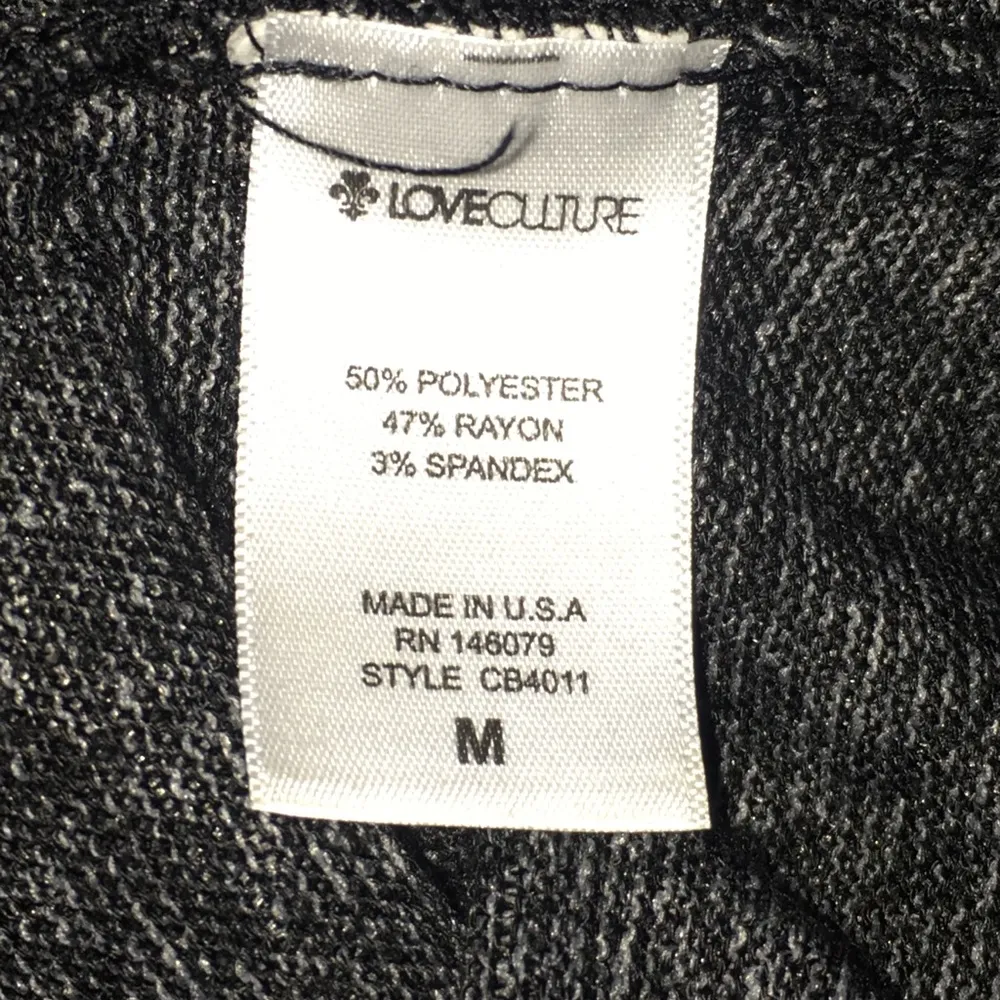 LOVECULTURE
50% POLYESTER
47% RAYON
3% SPANDEX
MADE IN U.S.A
RN 146079
STYLE CB4011
M